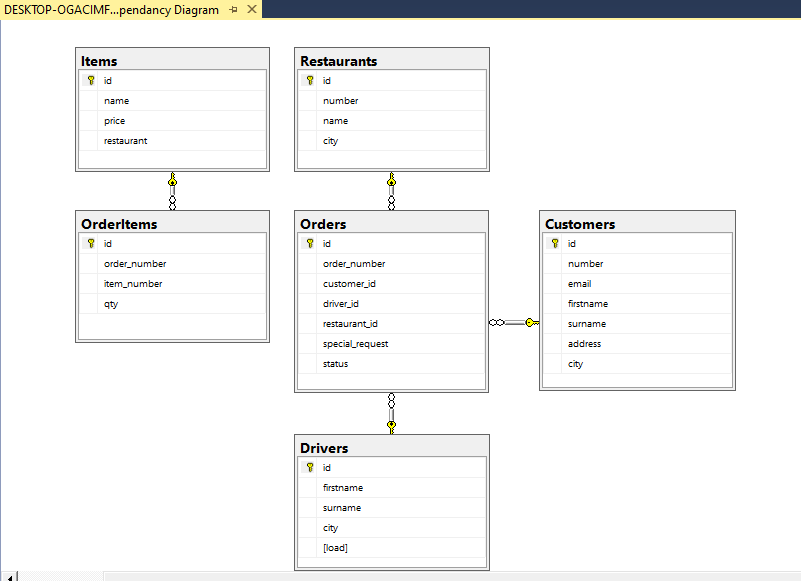 DESKTOP-OGACIMF...pendancy Diagram
Items
id
name
price
restaurant
Restaurants
id
number
name
city
OrderItems
id
order_number
item_number
qty
Orders
id
order_number
customer_id
driver_id
restaurant_id
special_request
status
Customers
id
number
email
firstname
surname
address
city
Drivers
id
firstname
surname
city
[load]